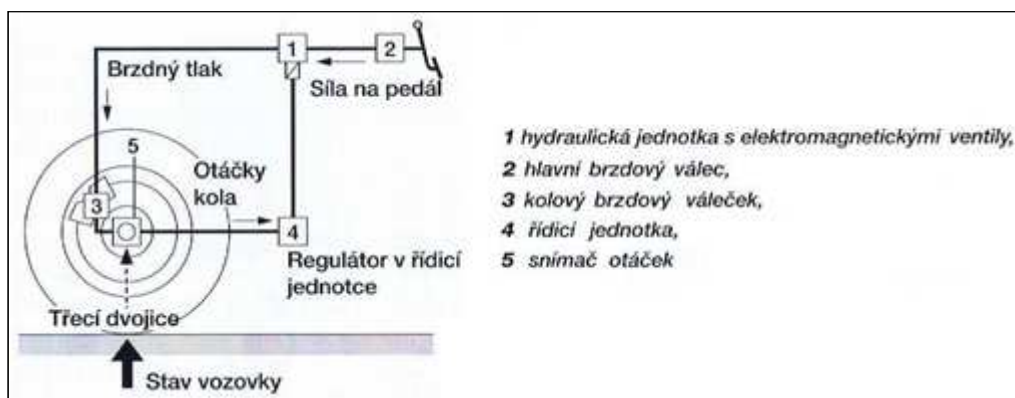 1
2
Brzdný tlak
Síla na pedál
5
Otáčky
kola
3
4
Regulátor v řídicí
jednotce
Třecí dvojice
Stav vozovky
1 hydraulická jednotka s elektromagnetickými ventily,
2 hlavní brzdový válec,
3 kolový brzdový váleček,
4 řídicí jednotka,
5 snímač otáček